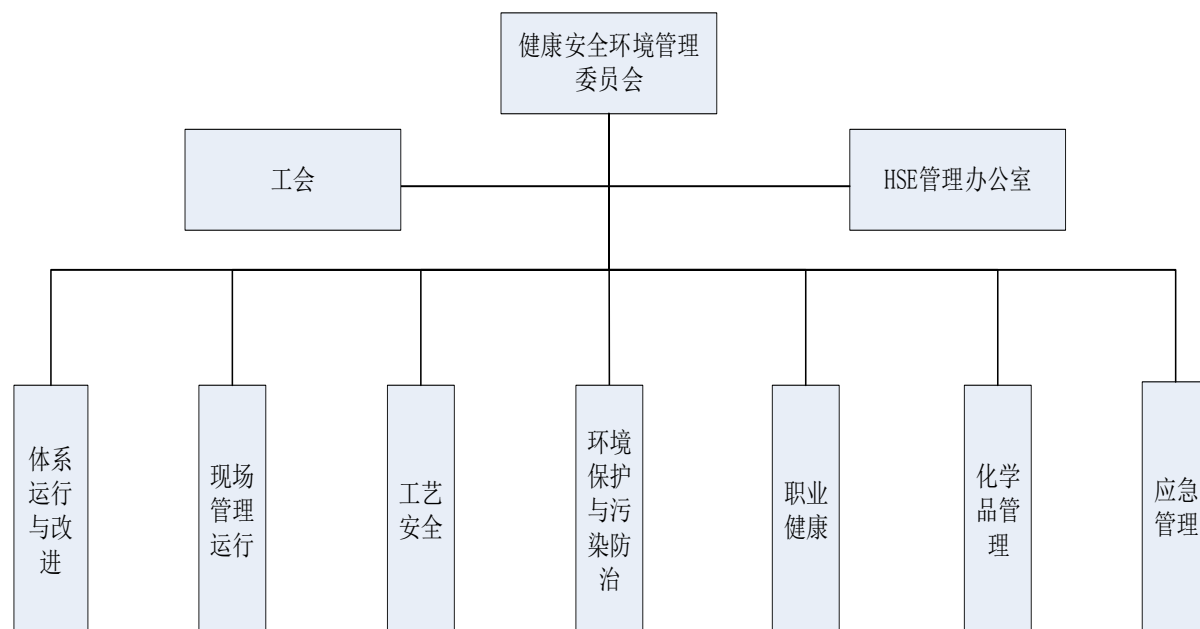 健康安全环境管理
委员会
工会
HSE管理办公室
体系
运行
与改
进
现场
管理
运行
工艺
安全
环境
保护
与污
染防
治
职业
健康
化学
品管
理
应急
管理